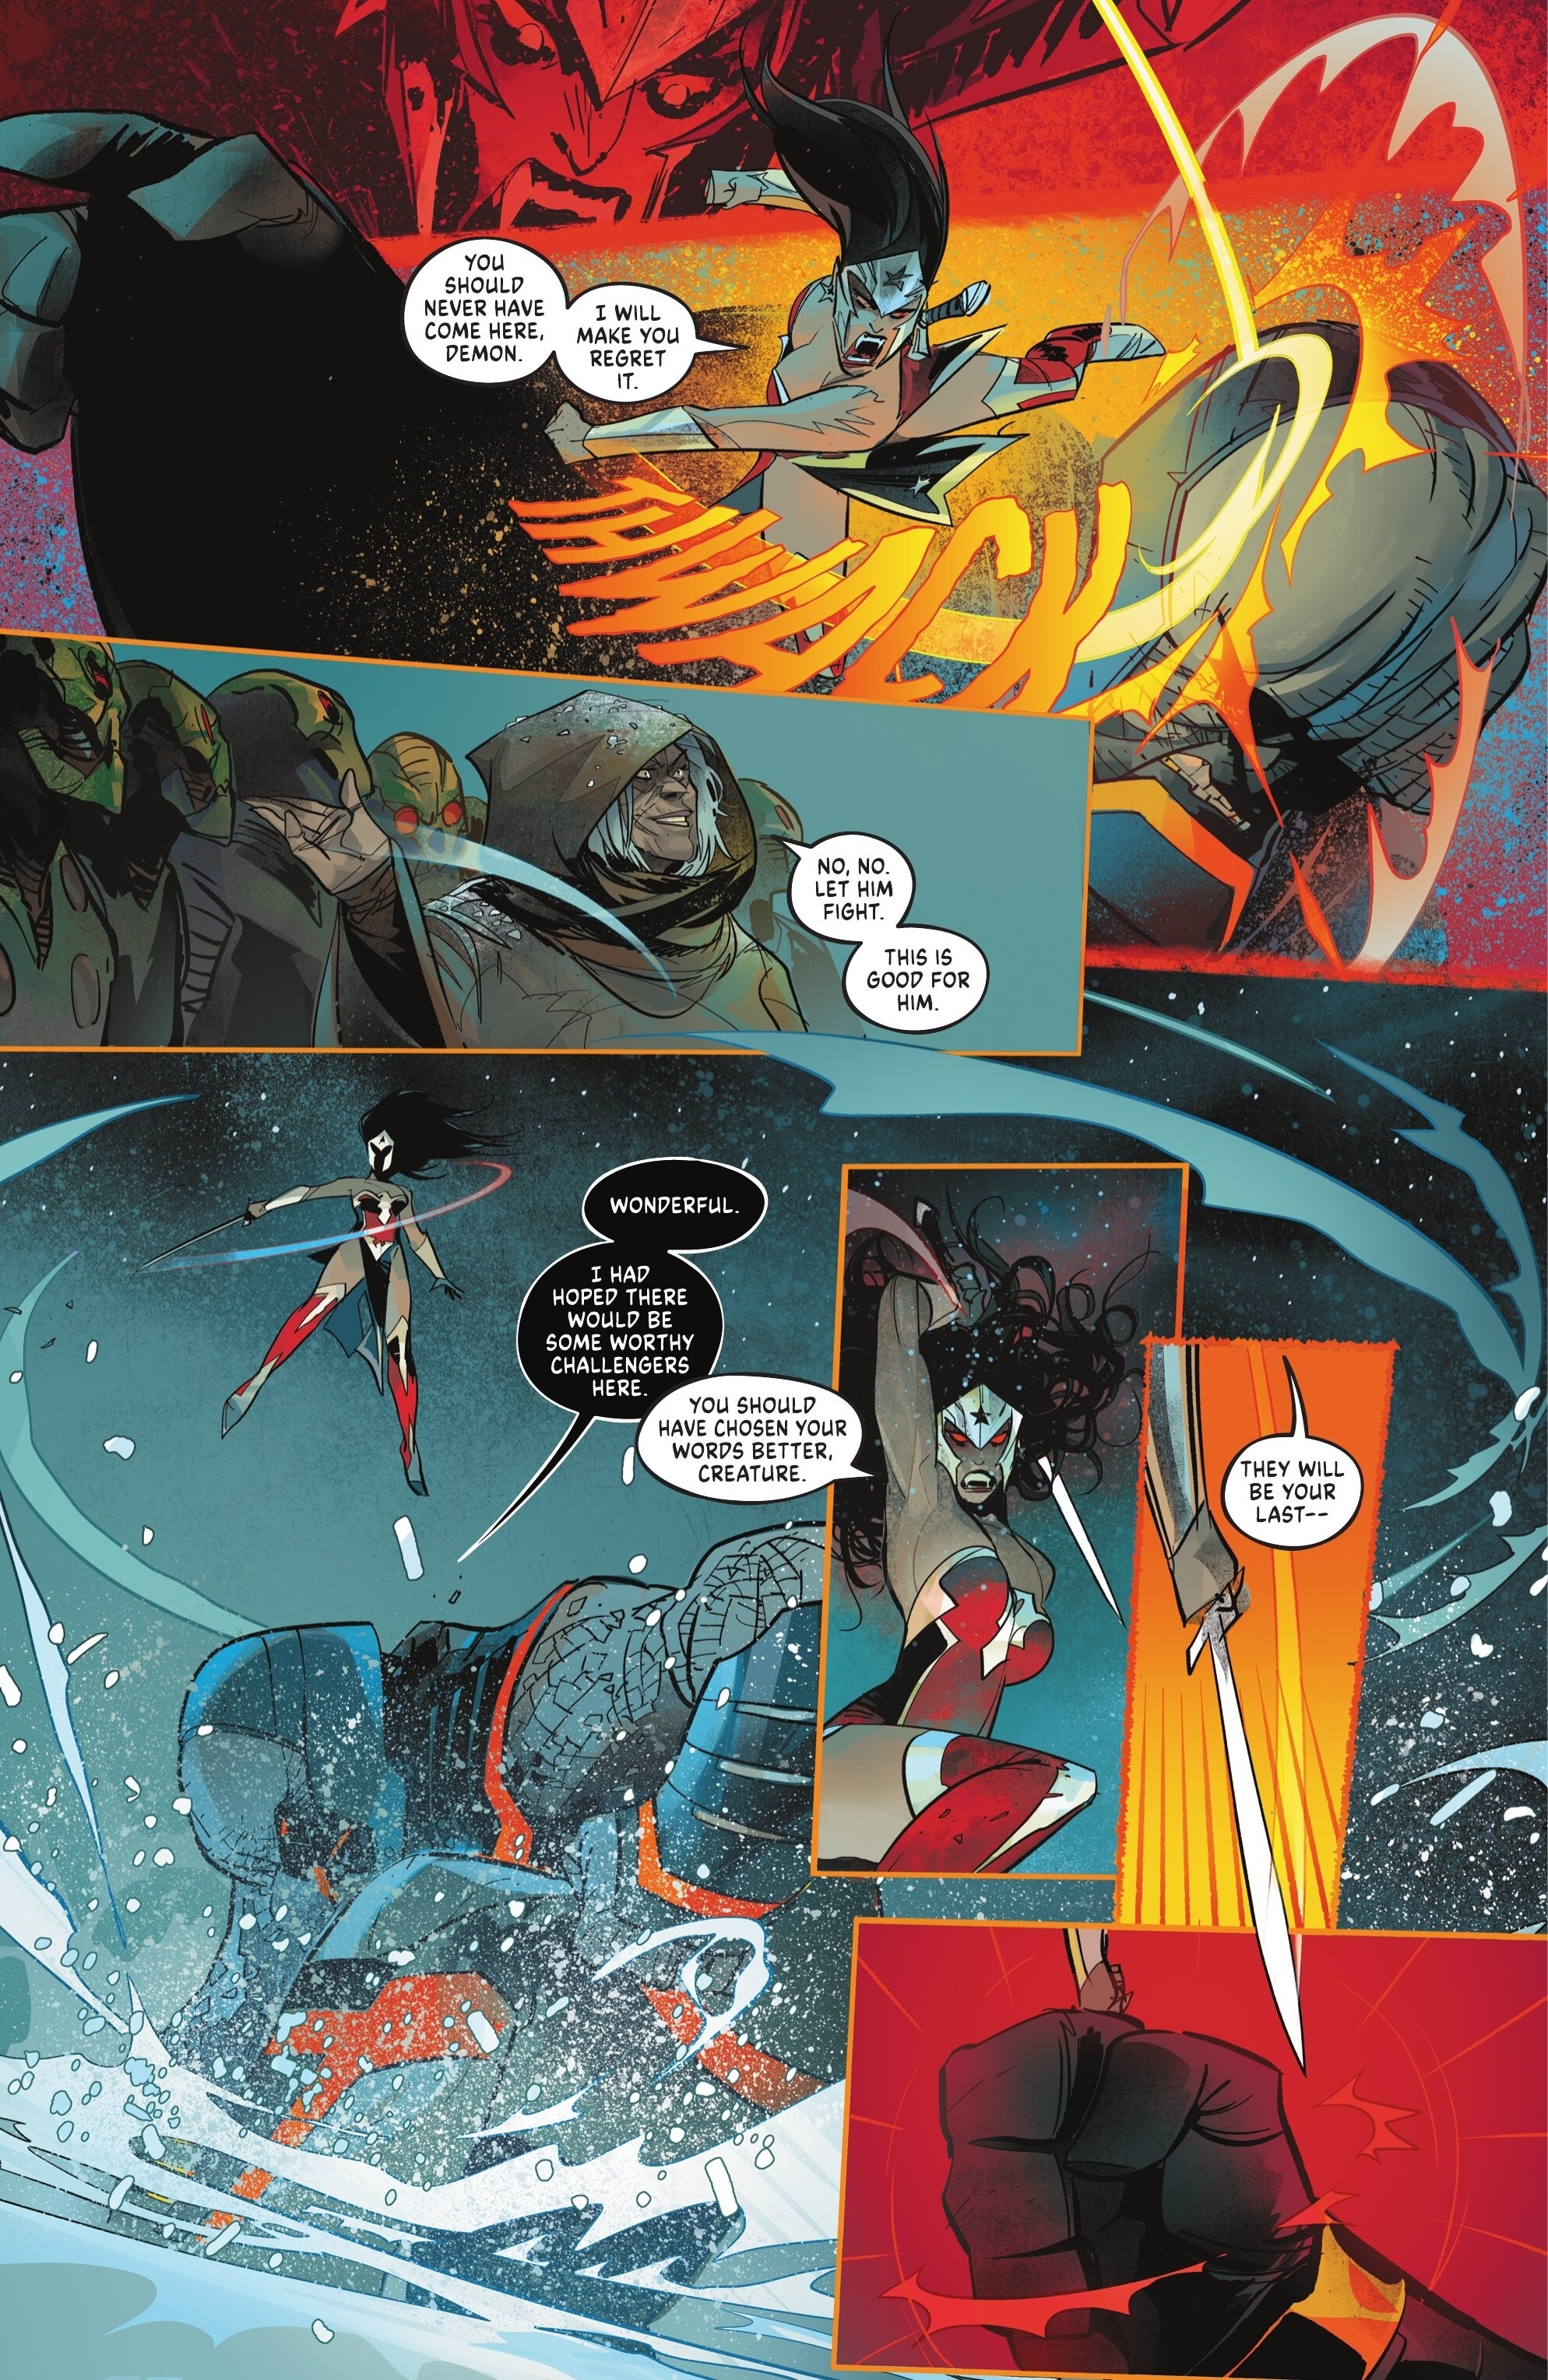 YOU
SHOULD
NEVER HAVE
COME HERE,
DEMON.
I WILL
MAKE YOU
REGRET
IT.
THWACK
NO, NO.
LET HIM
FIGHT.
THIS IS
GOOD FOR
HIM.
WONDERFUL.
I HAD
HOPED THERE
WOULD BE
SOME WORTHY
CHALLENGERS
HERE.
YOU SHOULD
HAVE CHOSEN YOUR
WORDS BETTER,
CREATURE.
THEY WILL
BE YOUR
LAST--